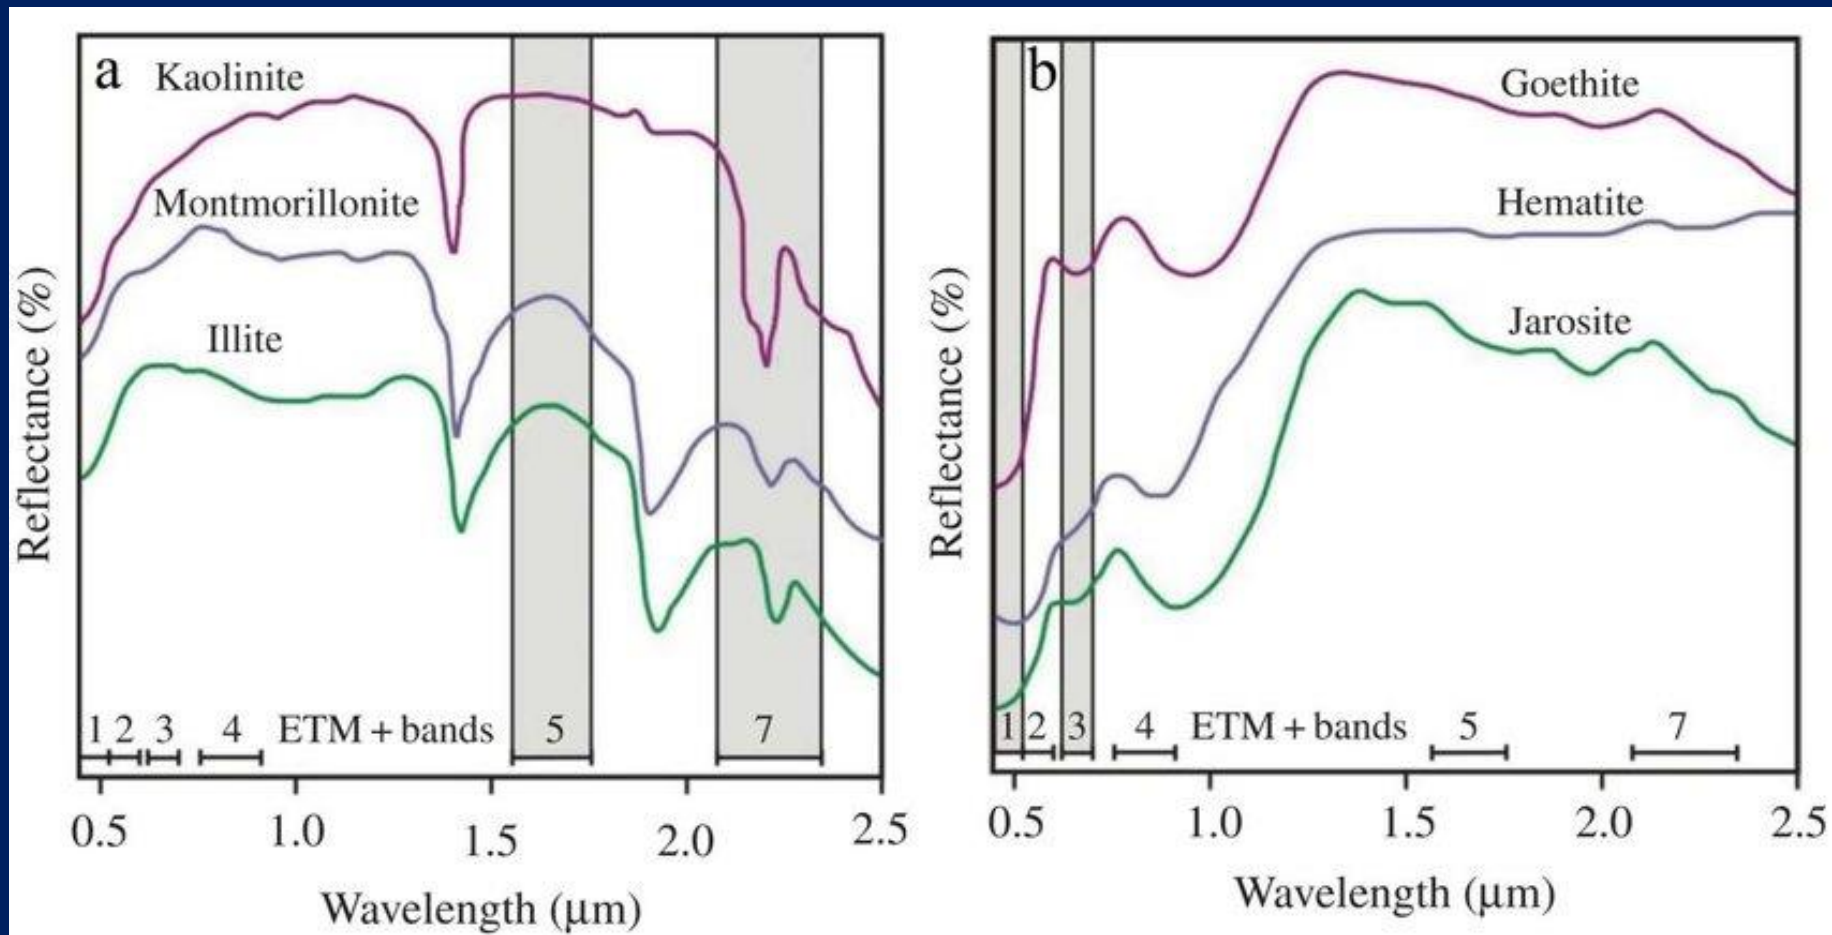 a
Kaolinite
Montmorillonite
Illite
Reflectance (%)
1 2 3 4 ETM + bands 5 7
0.5 1.0 1.5 2.0 2.5
Wavelength (μm)
b
Goethite
Hematite
Jarosite
Reflectance (%)
1 2 3 4 ETM + bands 5 7
0.5 1.0 1.5 2.0 2.5
Wavelength (μm)